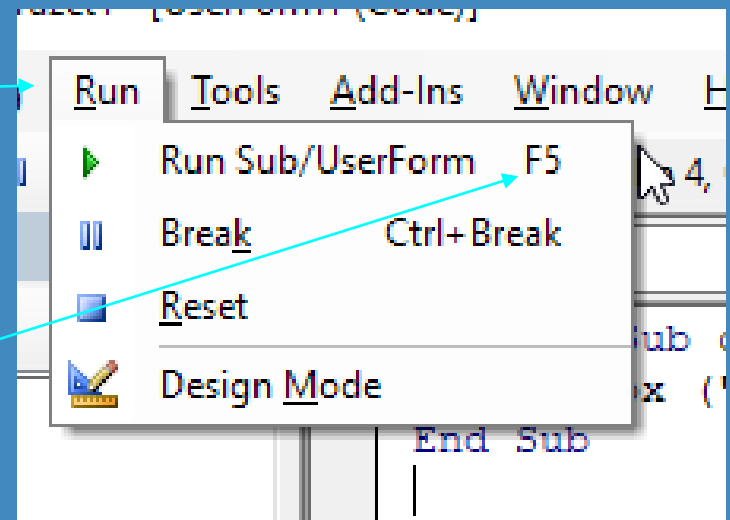 Run Tools Add-Ins Window H
Run Sub/UserForm F5
4,
Break Ctrl+Break
Reset
Sub
Design Mode
x ("
End Sub